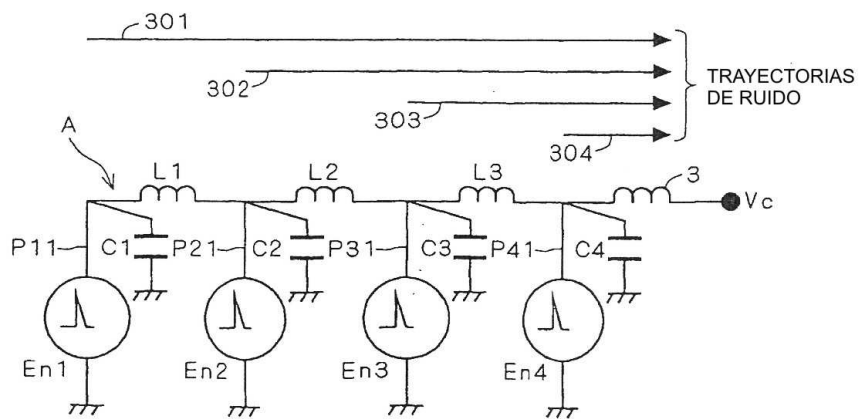 301
302
303
304
TRAYECTORIAS
DE RUIDO
A
L1
L2
L3
3
Vc
P11
C1
P21
C2
P31
C3
P41
C4
En1
En2
En3
En4